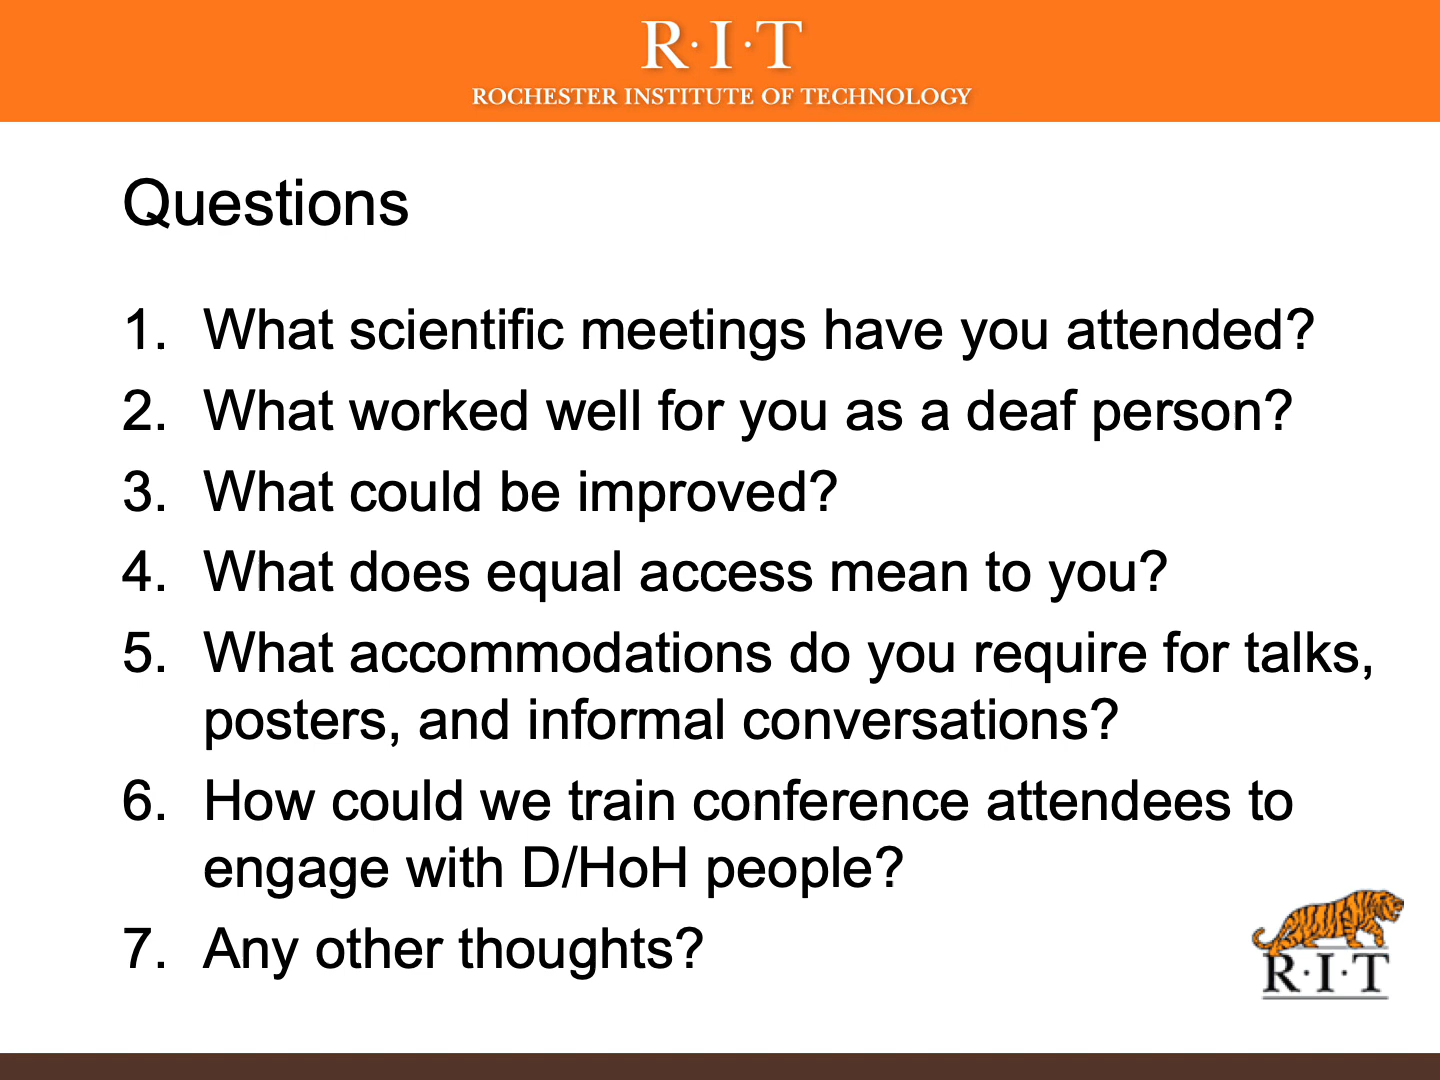 R·I·T
ROCHESTER INSTITUTE OF TECHNOLOGY
Questions
1. What scientific meetings have you attended?
2. What worked well for you as a deaf person?
3. What could be improved?
4. What does equal access mean to you?
5. What accommodations do you require for talks,
posters, and informal conversations?
6. How could we train conference attendees to
engage with D/HoH people?
7. Any other thoughts?
R·I·T